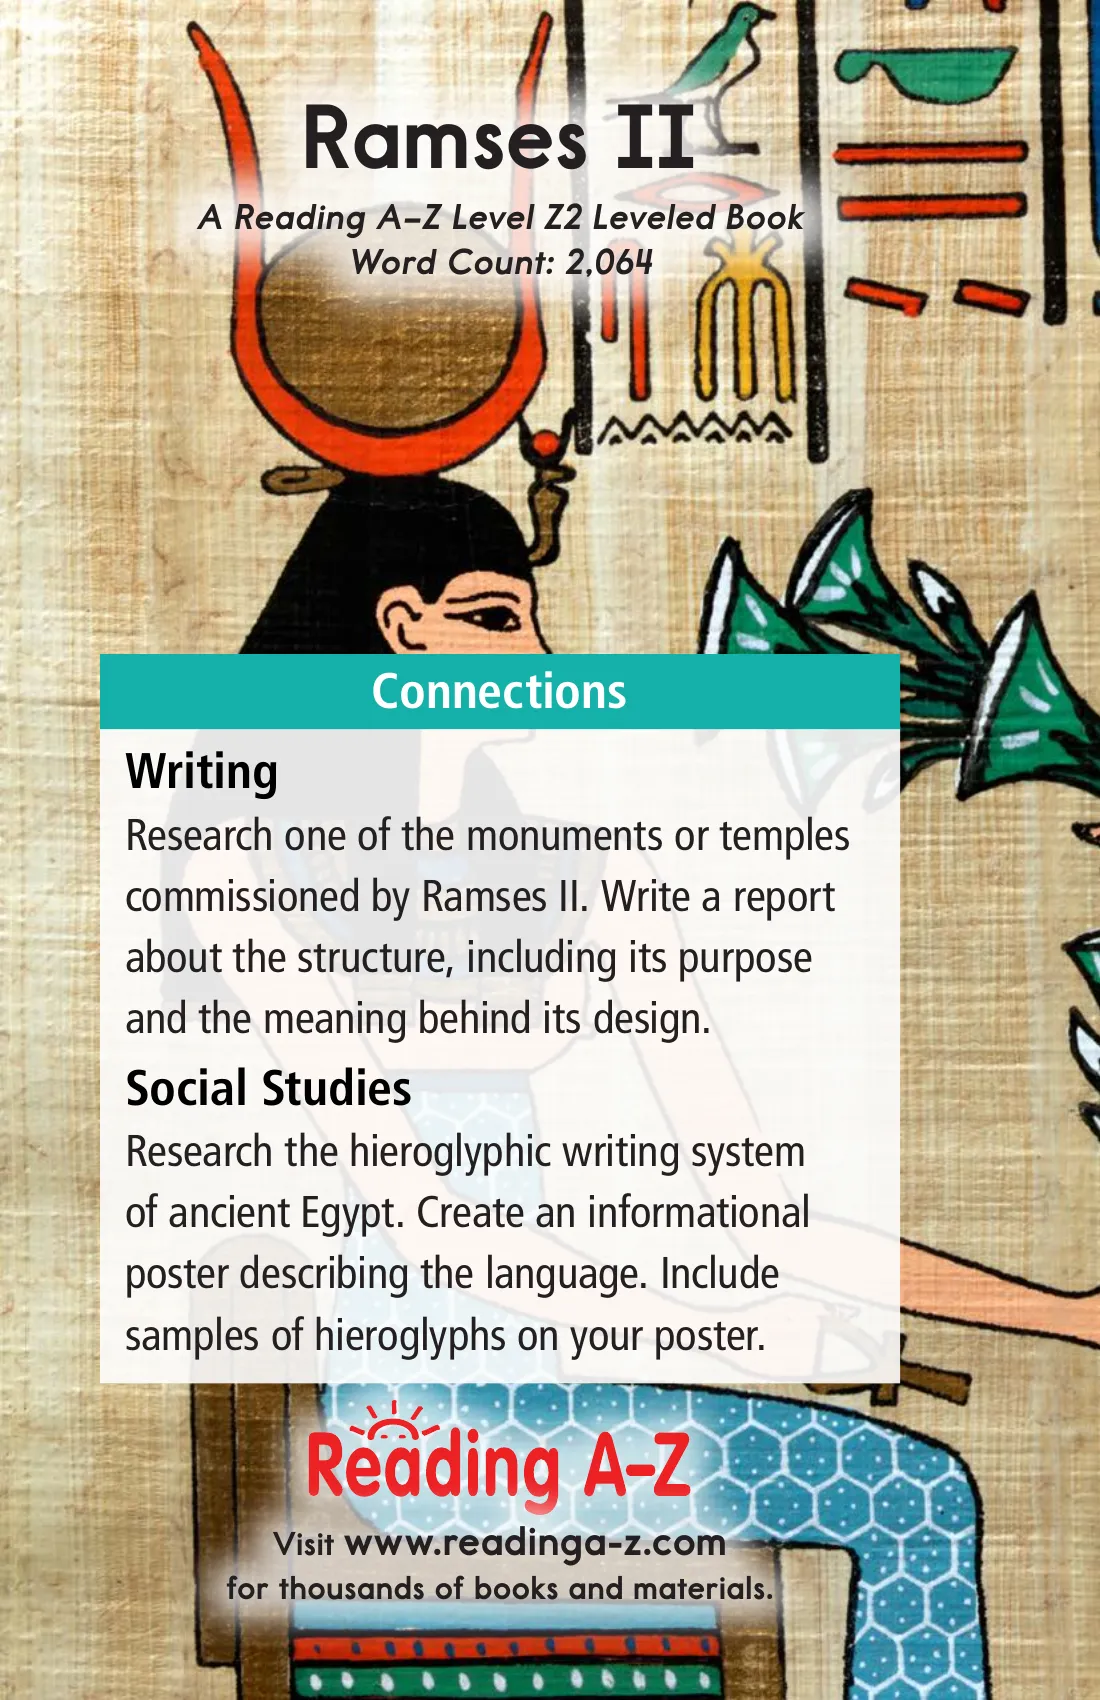 Ramses II
A Reading A–Z Level Z2 Leveled Book
Word Count: 2,064
Connections
Writing
Research one of the monuments or temples
commissioned by Ramses II. Write a report
about the structure, including its purpose
and the meaning behind its design.
Social Studies
Research the hieroglyphic writing system
of ancient Egypt. Create an informational
poster describing the language. Include
samples of hieroglyphs on your poster.
Reading A–Z
Visit www.readinga-z.com
for thousands of books and materials.